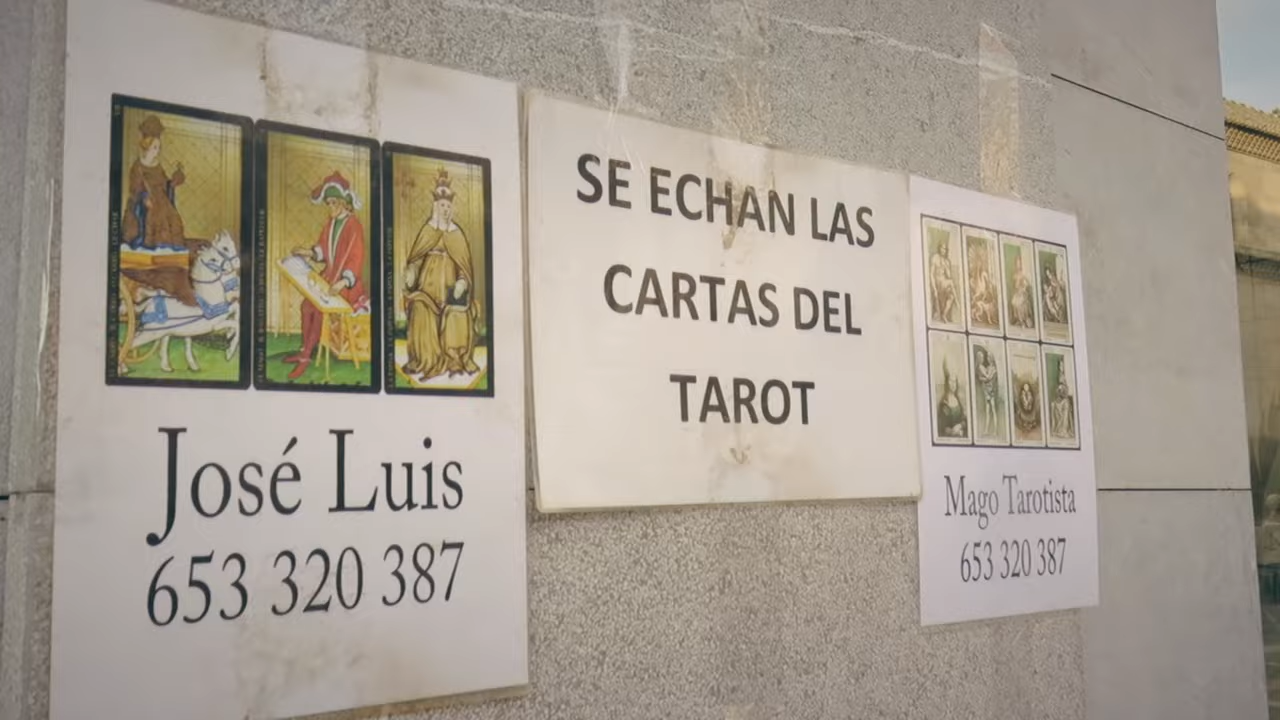 José Luis
653 320 387
SE ECHAN LAS
CARTAS DEL
TAROT
Mago Tarotista
653 320 387